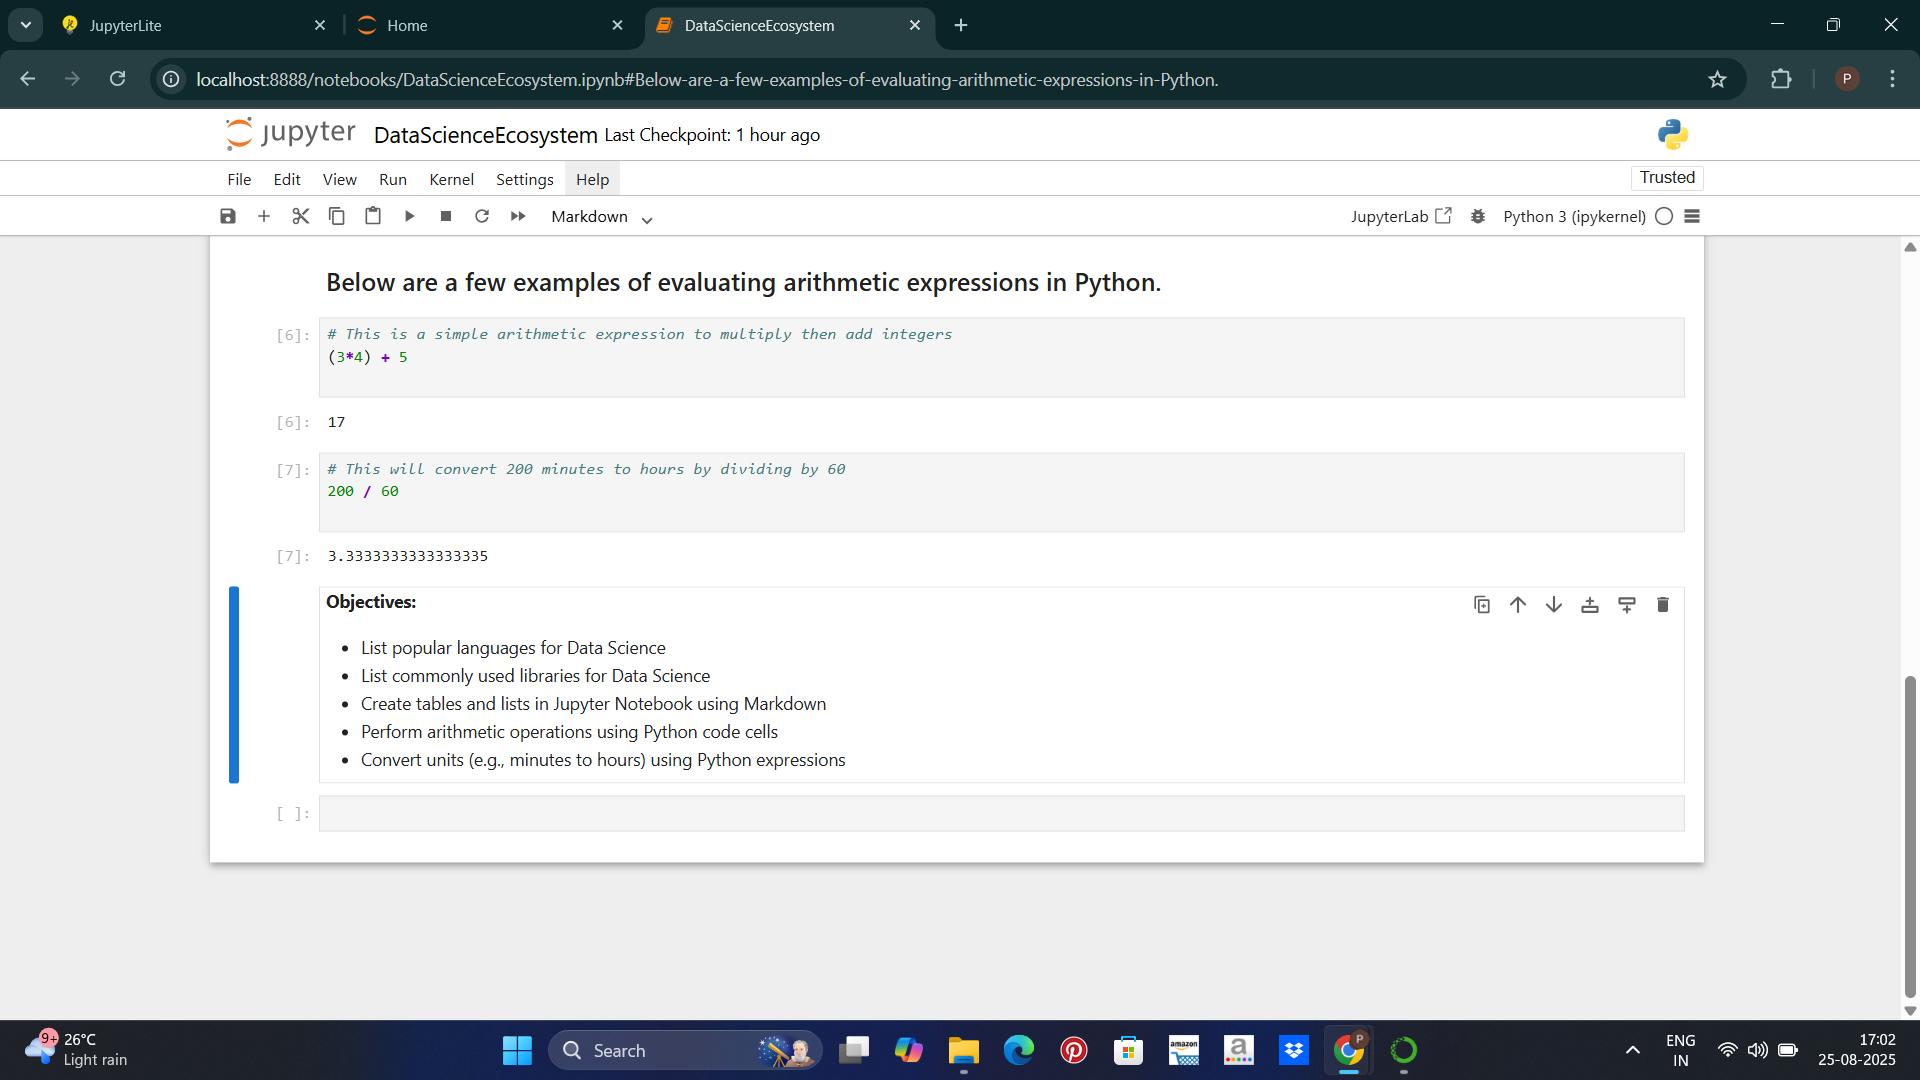 JupyterLite
Home
DataScienceEcosystem
localhost:8888/notebooks/DataScienceEcosystem.ipynb#Below-are-a-few-examples-of-evaluating-arithmetic-expressions-in-Python.
P
jupyter DataScienceEcosystem Last Checkpoint: 1 hour ago
File Edit View Run Kernel Settings Help
Trusted
Markdown
JupyterLab
Python 3 (ipykernel)
Below are a few examples of evaluating arithmetic expressions in Python.
[6]: # This is a simple arithmetic expression to multiply then add integers
(3*4) + 5
[6]: 17
[7]: # This will convert 200 minutes to hours by dividing by 60
200 / 60
[7]: 3.3333333333333335
Objectives:
• List popular languages for Data Science
• List commonly used libraries for Data Science
• Create tables and lists in Jupyter Notebook using Markdown
• Perform arithmetic operations using Python code cells
• Convert units (e.g., minutes to hours) using Python expressions
[ ]:
9+
26°C
Light rain
Search
amazon
a
P
ENG
IN
17:02
25-08-2025